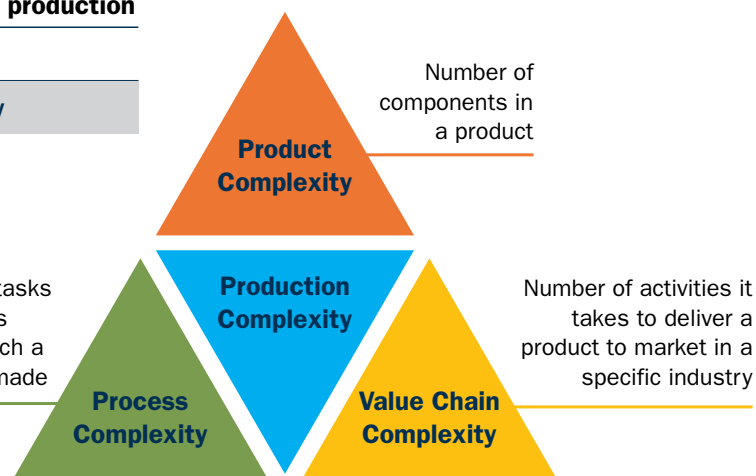 production
y
Number of
components in
a product
Product
Complexity
Production
Complexity
tasks
s
ch a
made
Number of activities it
takes to deliver a
product to market in a
specific industry
Process
Complexity
Value Chain
Complexity